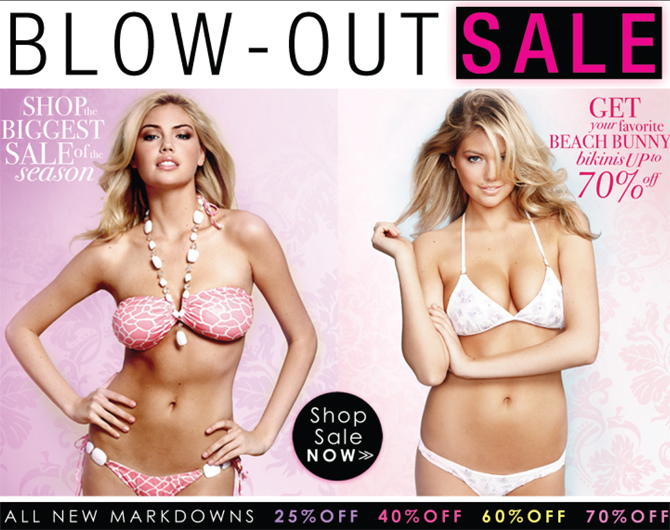 BLOW-OUT SALE
SHOP the
BIGGEST
SALE of the
season
GET
your favorite
BEACH BUNNY
bikinis UP to
70% off
Shop
Sale
NOW>>
ALL NEW MARKDOWNS 25%OFF 40%OFF 60%OFF 70%OFF